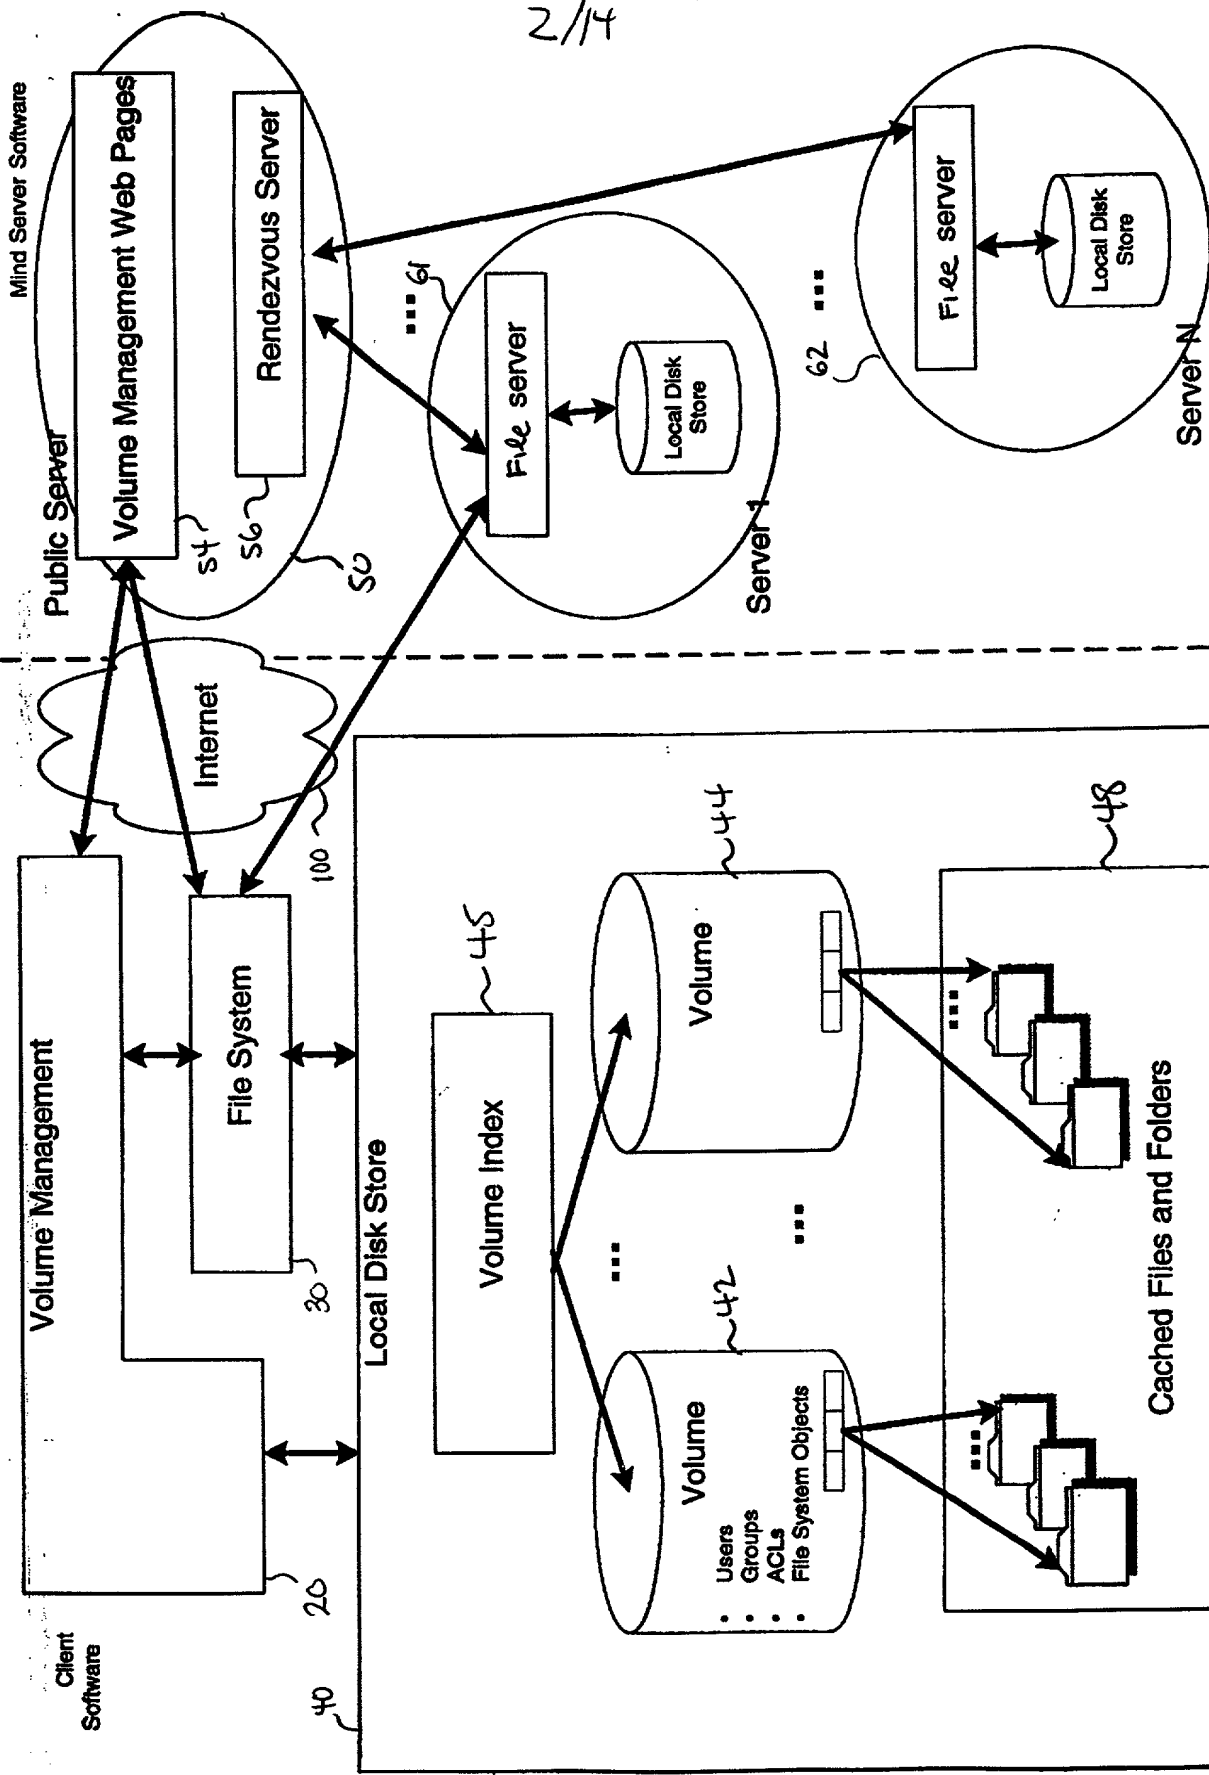 2/14
Client
Software
Mind Server Software
Volume Management
20
File System
30
Internet
100
Public Server
Volume Management Web Pages
54
Rendezvous Server
56
50
40
Local Disk Store
Volume Index
45
Volume
• Users
• Groups
• ACLs
• File System Objects
42
...
...
Volume
44
...
...
Cached Files and Folders
48
...
61
File server
Local Disk
Store
Server 1
...
62
File server
Local Disk
Store
Server N